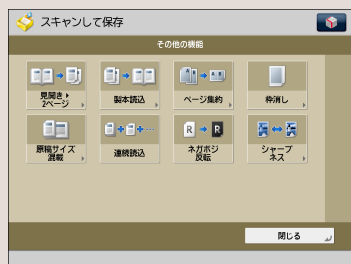 スキャンして保存
その他の機能
見開き▶
2ページ
製本読込
ページ集約
枠消し
原稿サイズ
混載
連続読込
R R
ネガポジ
反転
シャープ
ネス
閉じる